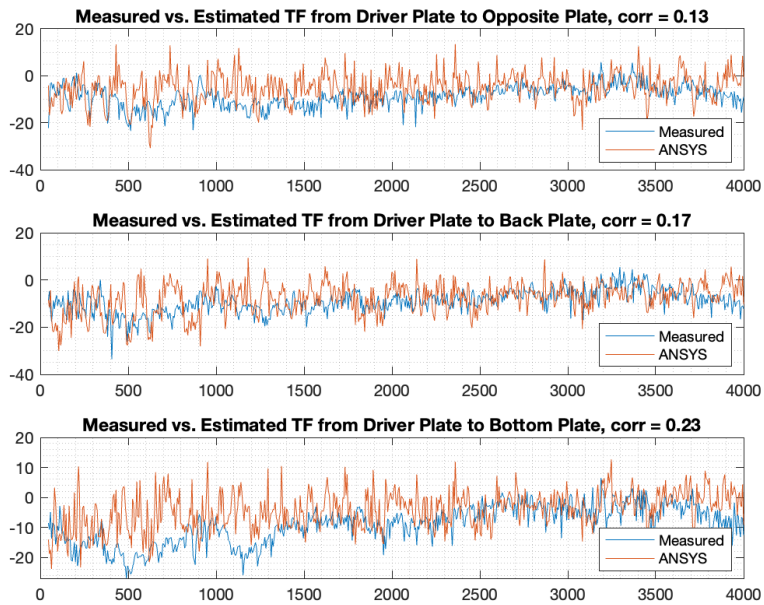 Measured vs. Estimated TF from Driver Plate to Opposite Plate, corr = 0.13
20
0
-20
-40
0 500 1000 1500 2000 2500 3000 3500 4000
Measured
ANSYS
Measured vs. Estimated TF from Driver Plate to Back Plate, corr = 0.17
20
0
-20
-40
0 500 1000 1500 2000 2500 3000 3500 4000
Measured
ANSYS
Measured vs. Estimated TF from Driver Plate to Bottom Plate, corr = 0.23
20
10
0
-10
-20
0 500 1000 1500 2000 2500 3000 3500 4000
Measured
ANSYS